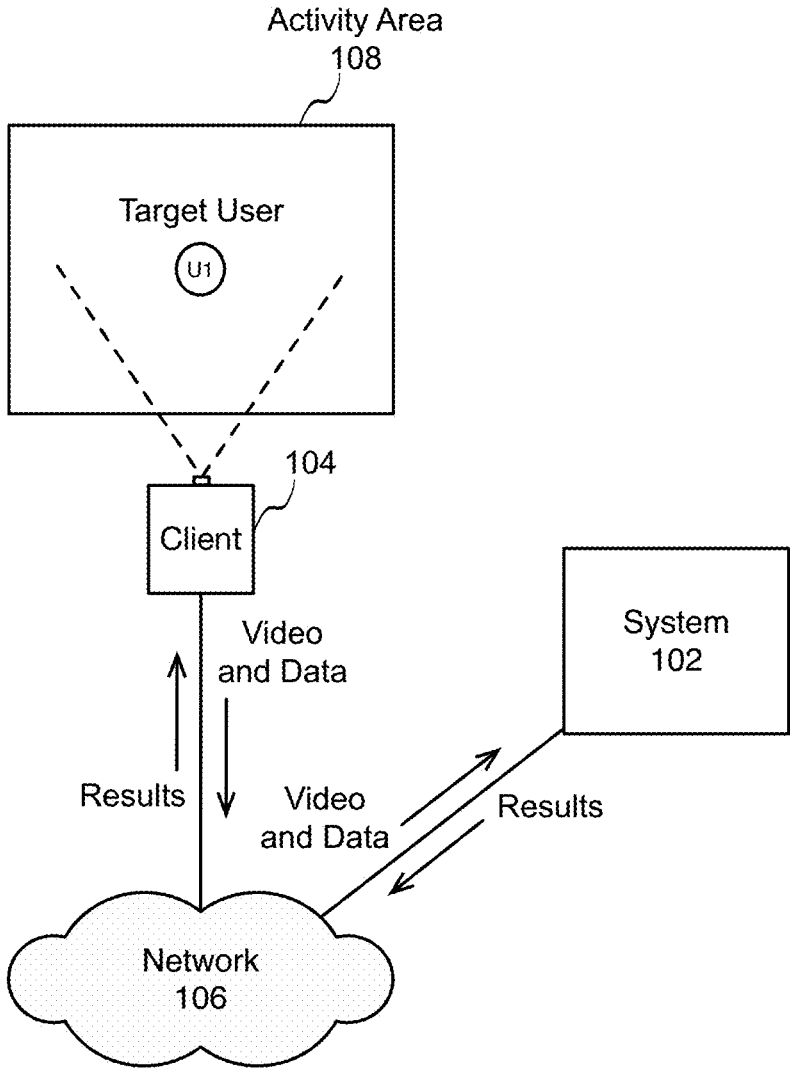 Activity Area
108
Target User
U1
104
Client
Video
and Data
System
102
Results
Video
and Data
Results
Network
106